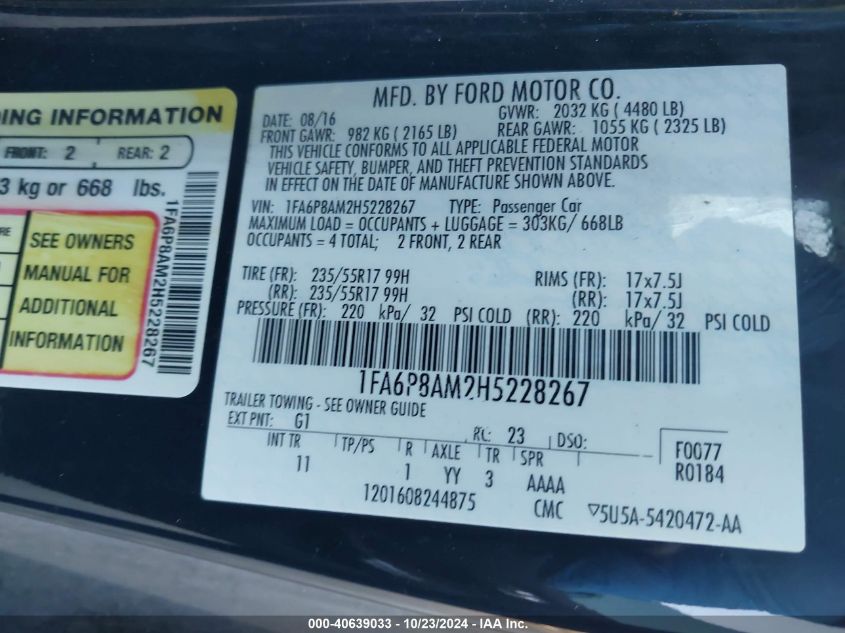 DING INFORMATION
FRONT: 2 REAR: 2
3 kg or 668 lbs.
RE
SEE OWNERS
MANUAL FOR
ADDITIONAL
INFORMATION
1FA6P8AM2H5228267
MFD. BY FORD MOTOR CO.
DATE: 08/16 GVWR: 2032 KG ( 4480 LB)
FRONT GAWR: 982 KG ( 2165 LB) REAR GAWR: 1055 KG ( 2325 LB)
THIS VEHICLE CONFORMS TO ALL APPLICABLE FEDERAL MOTOR
VEHICLE SAFETY, BUMPER, AND THEFT PREVENTION STANDARDS
IN EFFECT ON THE DATE OF MANUFACTURE SHOWN ABOVE.
VIN: 1FA6P8AM2H5228267 TYPE: Passenger Car
MAXIMUM LOAD = OCCUPANTS + LUGGAGE = 303KG/ 668LB
OCCUPANTS = 4 TOTAL; 2 FRONT, 2 REAR
TIRE (FR): 235/55R17 99H RIMS (FR): 17x7.5J
(RR): 235/55R17 99H (RR): 17x7.5J
PRESSURE (FR): 220 kPa/ 32 PSI COLD (RR): 220 kPa/ 32 PSI COLD
1FA6P8AM2H5228267
TRAILER TOWING - SEE OWNER GUIDE
EXT PNT: G1 RC: 23 DSO: F0077
INT TR TP/PS R AXLE TR SPR R0184
11 1 YY 3 AAAA
1201608244875 CMC ▽5U5A-5420472-AA
000-40639033 - 10/23/2024 - IAA Inc.